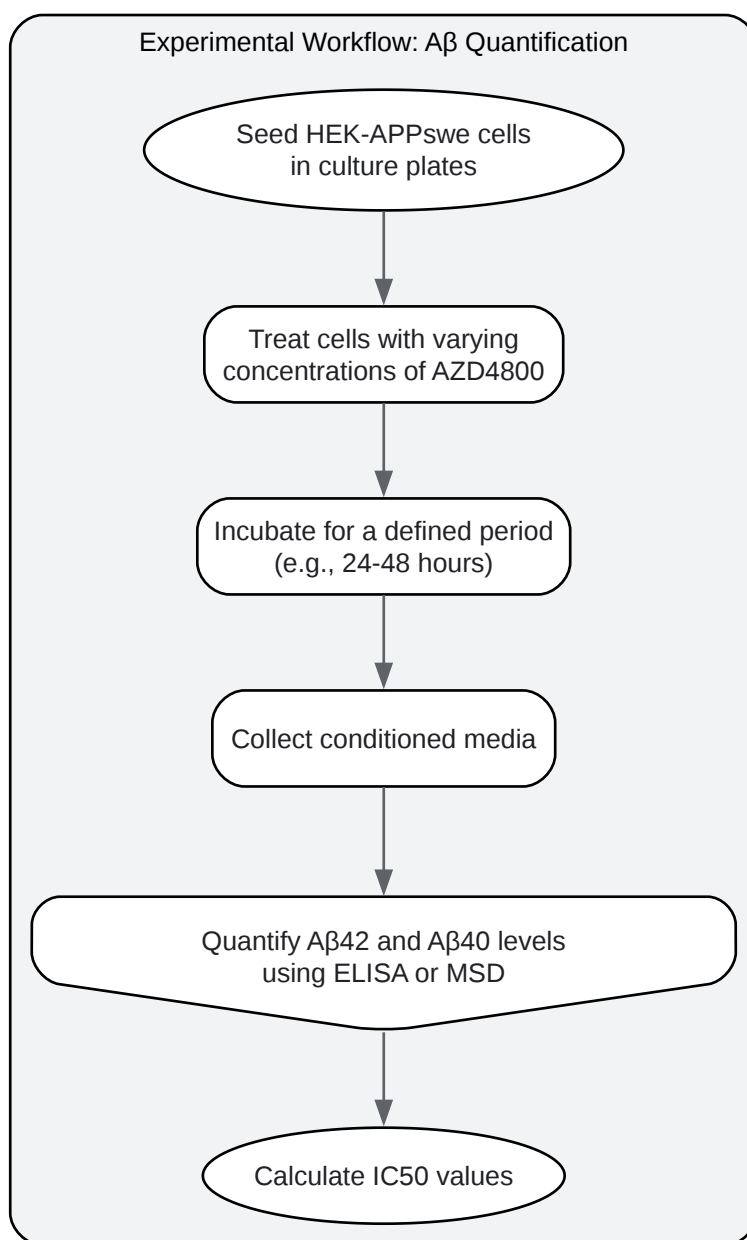 Experimental Workflow: Aβ Quantification
Seed HEK-APPswe cells
in culture plates
Treat cells with varying
concentrations of AZD4800
Incubate for a defined period
(e.g., 24-48 hours)
Collect conditioned media
Quantify Aβ42 and Aβ40 levels
using ELISA or MSD
Calculate IC50 values